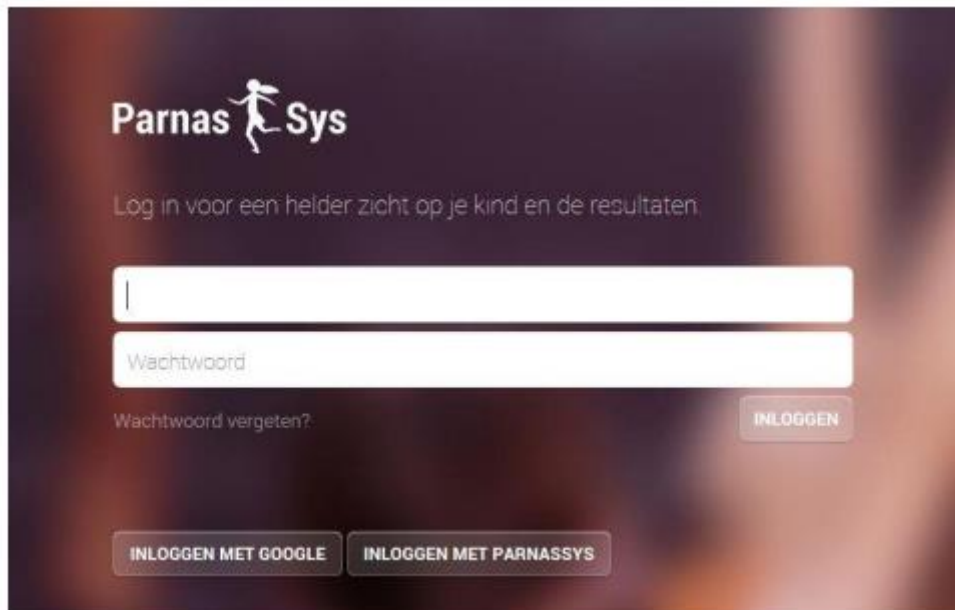 Parnas Sys
Log in voor een helder zicht op je kind en de resultaten.
Wachtwoord
Wachtwoord vergeten?
INLOGGEN
INLOGGEN MET GOOGLE
INLOGGEN MET PARNASSYS